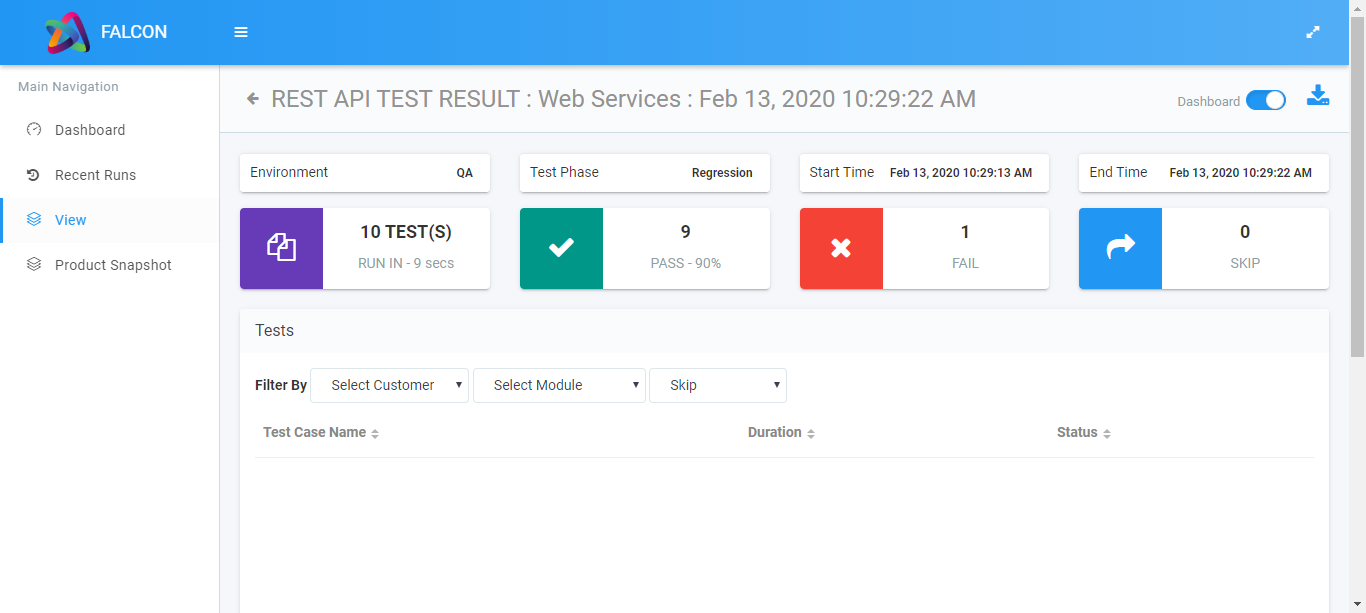 FALCON
Main Navigation
Dashboard
Recent Runs
View
Product Snapshot
REST API TEST RESULT : Web Services : Feb 13, 2020 10:29:22 AM
Dashboard
Environment QA
Test Phase Regression
Start Time Feb 13, 2020 10:29:13 AM
End Time Feb 13, 2020 10:29:22 AM
10 TEST(S)
RUN IN - 9 secs
9
PASS - 90%
1
FAIL
0
SKIP
Tests
Filter By Select Customer Select Module Skip
Test Case Name Duration Status